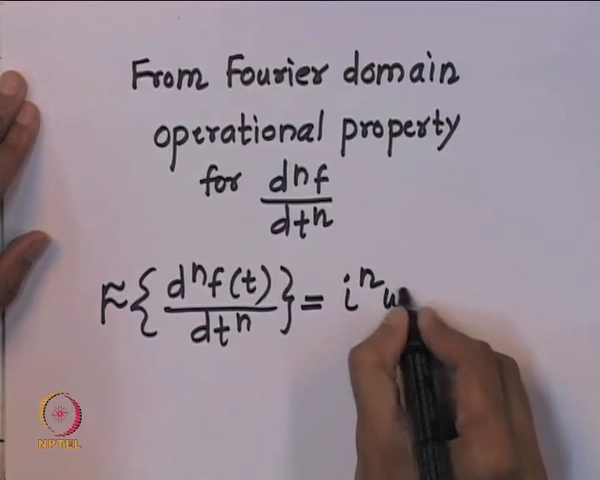 From Fourier domain
operational property
for dⁿf/dtⁿ
F{dⁿf(t)/dtⁿ} = iⁿω
NPTEL